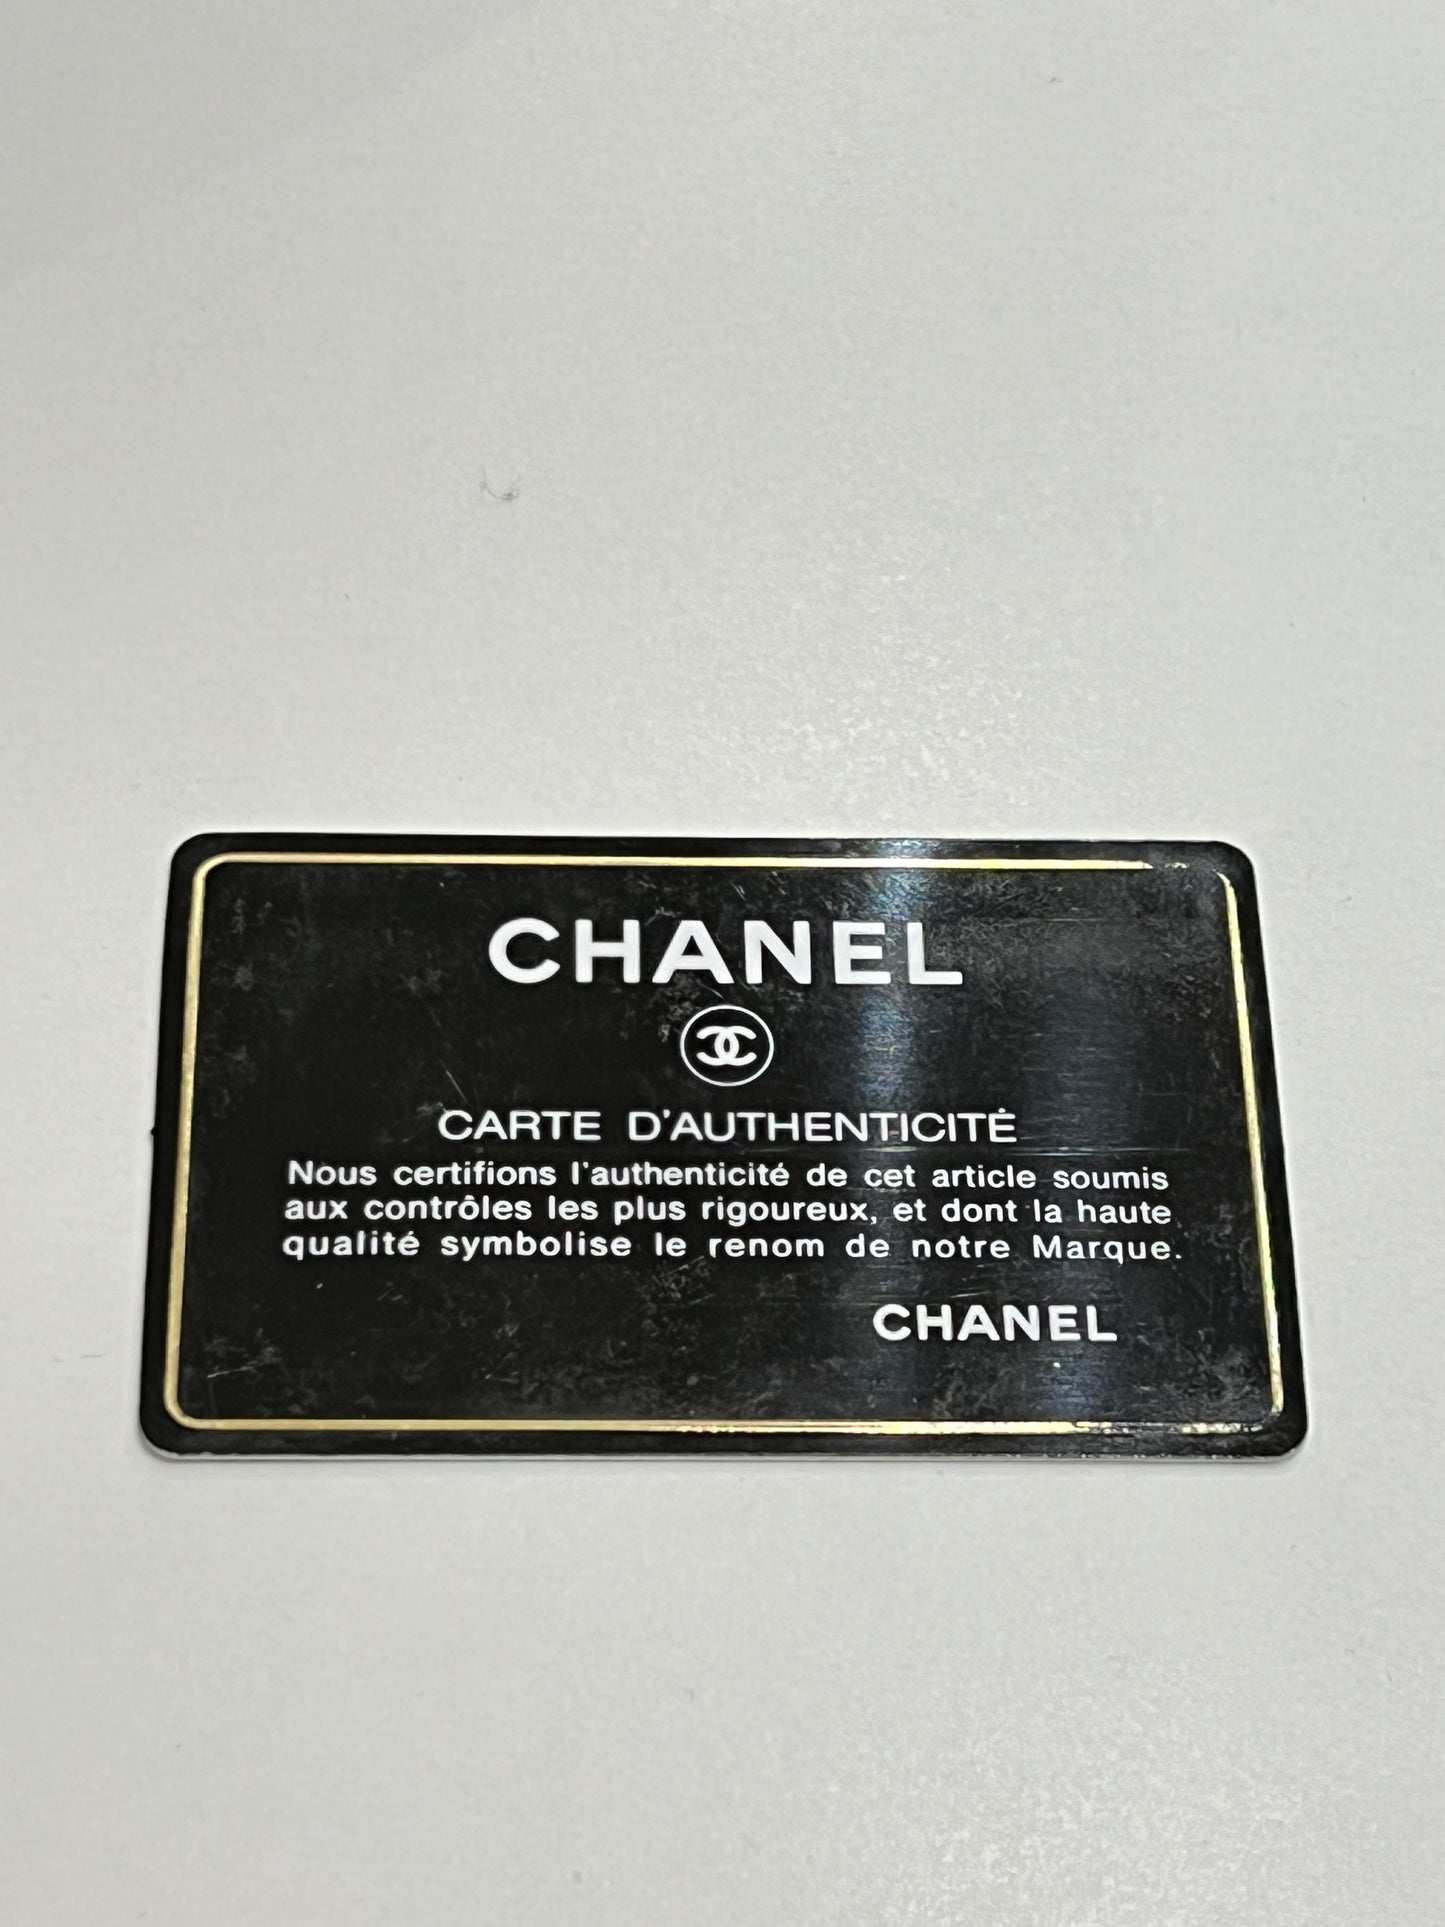 CHANEL
CARTE D'AUTHENTICITÉ
Nous certifions l'authenticité de cet article soumis
aux contrôles les plus rigoureux, et dont la haute
qualité symbolise le renom de notre Marque.
CHANEL